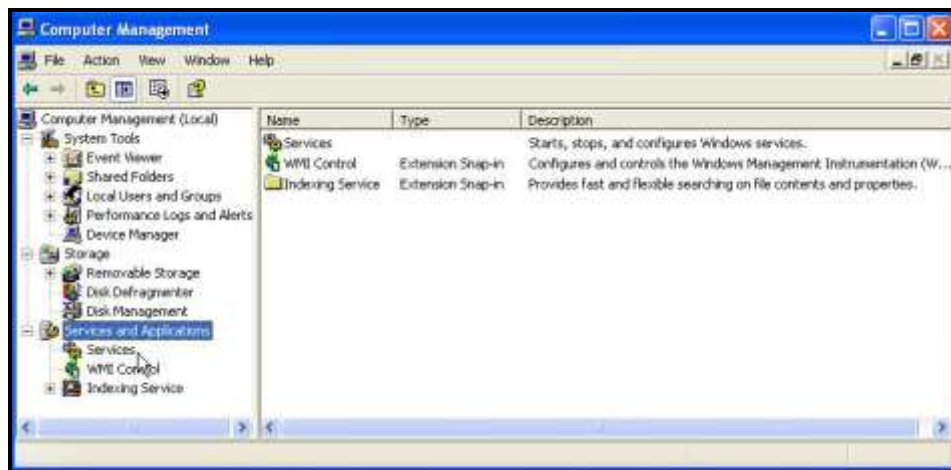 Computer Management
File Action View Window Help
Computer Management (Local)
System Tools
Event Viewer
Shared Folders
Local Users and Groups
Performance Logs and Alerts
Device Manager
Storage
Removable Storage
Disk Defragmenter
Disk Management
Services and Applications
Services
WMI Control
Indexing Service
Name Type Description
Services Starts, stops, and configures Windows services.
WMI Control Extension Snap-in Configures and controls the Windows Management Instrumentation (W...
Indexing Service Extension Snap-in Provides fast and flexible searching on file contents and properties.